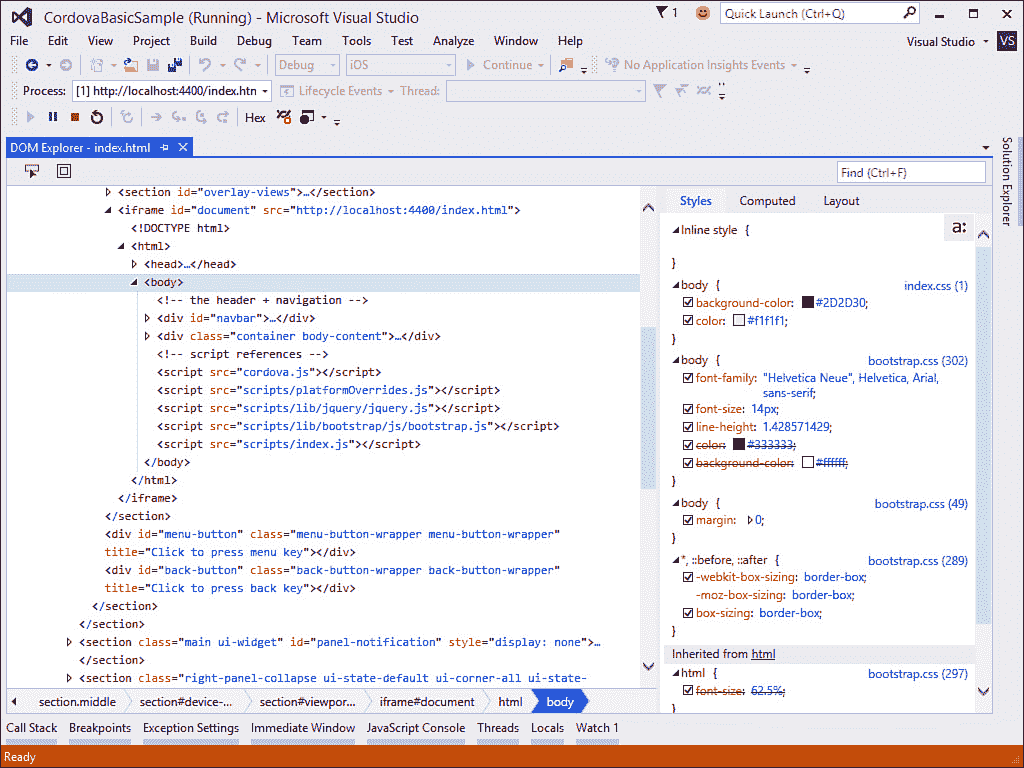 CordovaBasicSample (Running) - Microsoft Visual Studio
1
Quick Launch (Ctrl+Q)
File Edit View Project Build Debug Team Tools Test Analyze Window Help
Visual Studio VS
Debug iOS Continue No Application Insights Events
Process: [1] http://localhost:4400/index.htn Lifecycle Events Thread:
Hex
DOM Explorer - index.html
Solution Explorer
Find (Ctrl+F)
<section id="overlay-views">…</section>
<iframe id="document" src="http://localhost:4400/index.html">
<!DOCTYPE html>
<html>
<head>…</head>
<body>
<!-- the header + navigation -->
<div id="navbar">…</div>
<div class="container body-content">…</div>
<!-- script references -->
<script src="cordova.js"></script>
<script src="scripts/platformOverrides.js"></script>
<script src="scripts/lib/jquery/jquery.js"></script>
<script src="scripts/lib/bootstrap/js/bootstrap.js"></script>
<script src="scripts/index.js"></script>
</body>
</html>
</iframe>
</section>
<div id="menu-button" class="menu-button-wrapper menu-button-wrapper"
title="Click to press menu key"></div>
<div id="back-button" class="back-button-wrapper back-button-wrapper"
title="Click to press back key"></div>
</section>
</section>
<section class="main ui-widget" id="panel-notification" style="display: none">…
</section>
<section class="right-panel-collapse ui-state-default ui-corner-all ui-state-
Styles Computed Layout
Inline style {
a:
}
body { index.css (1)
background-color: #2D2D30;
color: #f1f1f1;
}
body { bootstrap.css (302)
font-family: "Helvetica Neue", Helvetica, Arial,
sans-serif;
font-size: 14px;
line-height: 1.428571429;
color: #333333;
background-color: #ffffff;
}
body { bootstrap.css (49)
margin: 0;
}
*, ::before, ::after { bootstrap.css (289)
-webkit-box-sizing: border-box;
-moz-box-sizing: border-box;
box-sizing: border-box;
}
Inherited from html
html { bootstrap.css (297)
font-size: 62.5%;
}
section.middle section#device-... section#viewpor... iframe#document html body
Call Stack Breakpoints Exception Settings Immediate Window JavaScript Console Threads Locals Watch 1
Ready